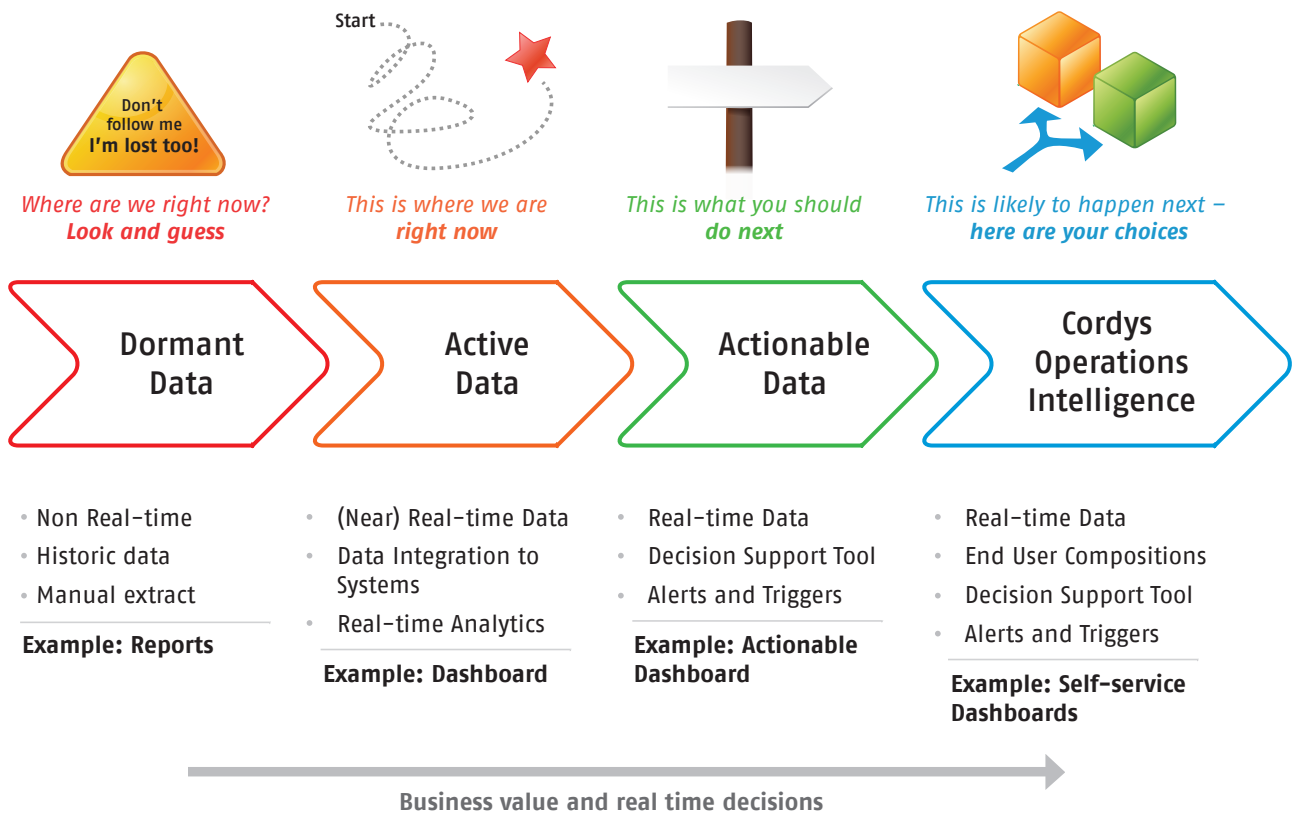 Start
Don't
follow me
I'm lost too!
Where are we right now?
Look and guess
This is where we are
right now
This is what you should
do next
This is likely to happen next –
here are your choices
Dormant
Data
Active
Data
Actionable
Data
Cordys
Operations
Intelligence
• Non Real-time
• Historic data
• Manual extract
Example: Reports
• (Near) Real-time Data
• Data Integration to
Systems
• Real-time Analytics
Example: Dashboard
• Real-time Data
• Decision Support Tool
• Alerts and Triggers
Example: Actionable
Dashboard
• Real-time Data
• End User Compositions
• Decision Support Tool
• Alerts and Triggers
Example: Self-service
Dashboards
Business value and real time decisions